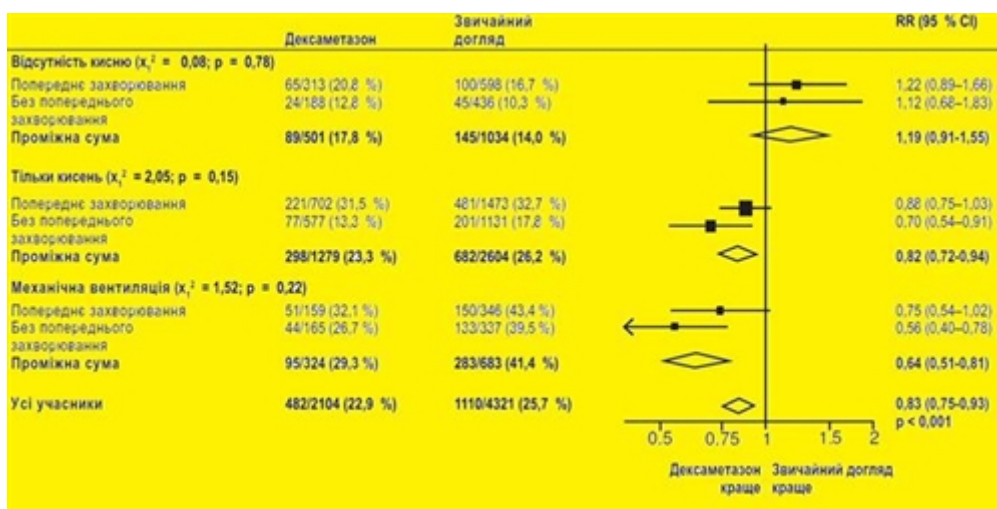 Дексаметазон Звичайний догляд RR (95 % CI)
Відсутність кисню (x₁² = 0,08; p = 0,78)
Попереднє захворювання 65/313 (20,8 %) 100/598 (16,7 %) 1,22 (0,89–1,66)
Без попереднього захворювання 24/188 (12,8 %) 45/436 (10,3 %) 1,12 (0,68–1,83)
Проміжна сума 89/501 (17,8 %) 145/1034 (14,0 %) 1,19 (0,91-1,55)
Тільки кисень (x₁² = 2,05; p = 0,15)
Попереднє захворювання 221/702 (31,5 %) 481/1473 (32,7 %) 0,88 (0,75–1,03)
Без попереднього захворювання 77/577 (13,3 %) 201/1131 (17,8 %) 0,70 (0,54–0,91)
Проміжна сума 298/1279 (23,3 %) 682/2604 (26,2 %) 0,82 (0,72-0,94)
Механічна вентиляція (x₁² = 1,52; p = 0,22)
Попереднє захворювання 51/159 (32,1 %) 150/346 (43,4 %) 0,75 (0,54–1,02)
Без попереднього захворювання 44/165 (26,7 %) 133/337 (39,5 %) 0,56 (0,40–0,78)
Проміжна сума 95/324 (29,3 %) 283/683 (41,4 %) 0,64 (0,51-0,81)
Усі учасники 482/2104 (22,9 %) 1110/4321 (25,7 %) 0,83 (0,75-0,93)
p < 0,001
0.5 0.75 1 1.5 2
Дексаметазон краще Звичайний догляд краще